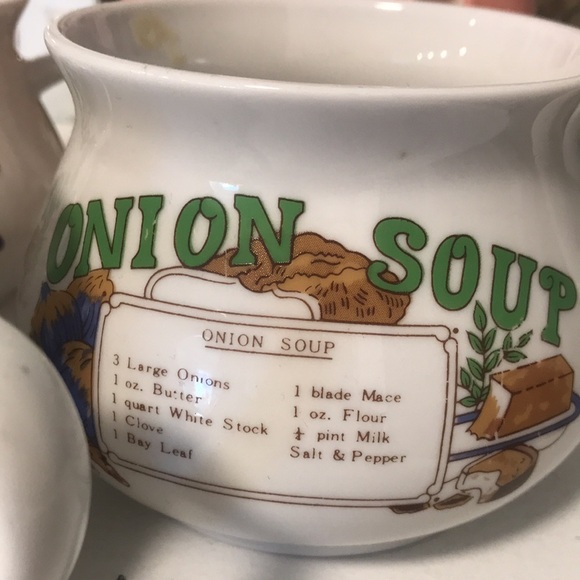 ONION SOUP
ONION SOUP
3 Large Onions
1 oz. Butter
1 quart White Stock
1 Clove
1 Bay Leaf
1 blade Mace
1 oz. Flour
¼ pint Milk
Salt & Pepper